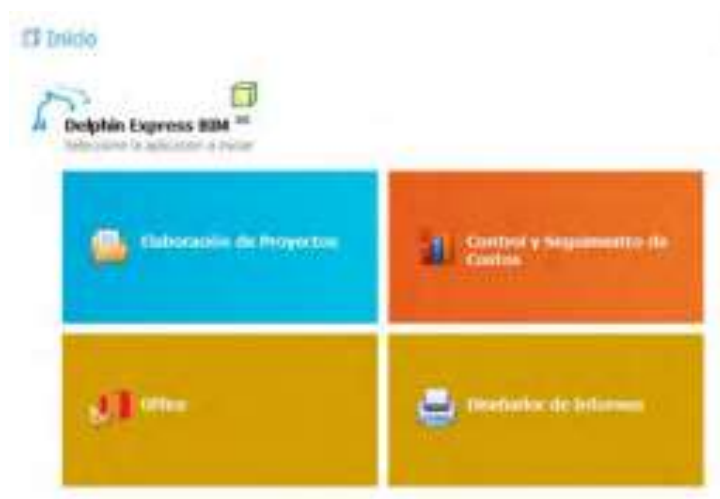 Inicio
Delphin Express BIM
Seleccione la aplicación a iniciar
Elaboración de Proyectos
Control y Seguimiento de
Costos
Office
Diseñador de Informes